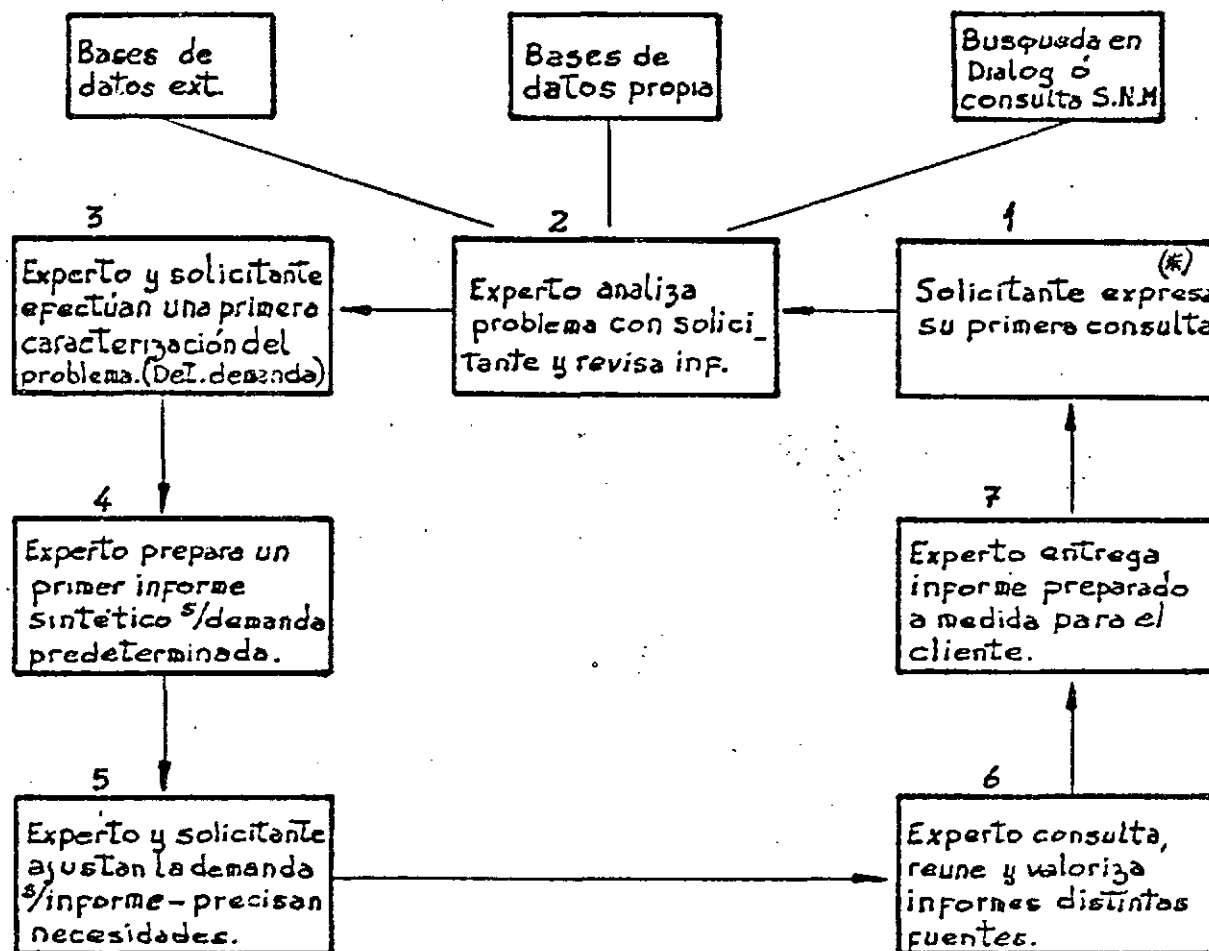 Bases de
datos ext.
Bases de
datos propia
Busqueda en
Dialog ó
consulta S.N.M
3
Experto y solicitante
efectúan una primera
caracterización del
problema. (Det. demanda)
2
Experto analiza
problema con solici_
tante y revisa inf.
1
(*)
Solicitante expresa
su primera consulta
4
Experto prepara un
primer informe
sintético s/demanda
predeterminada.
7
Experto entrega
informe preparado
a medida para el
cliente.
5
Experto y solicitante
ajustan la demanda
s/informe - precisan
necesidades.
6
Experto consulta,
reune y valoriza
informes distintas
fuentes.